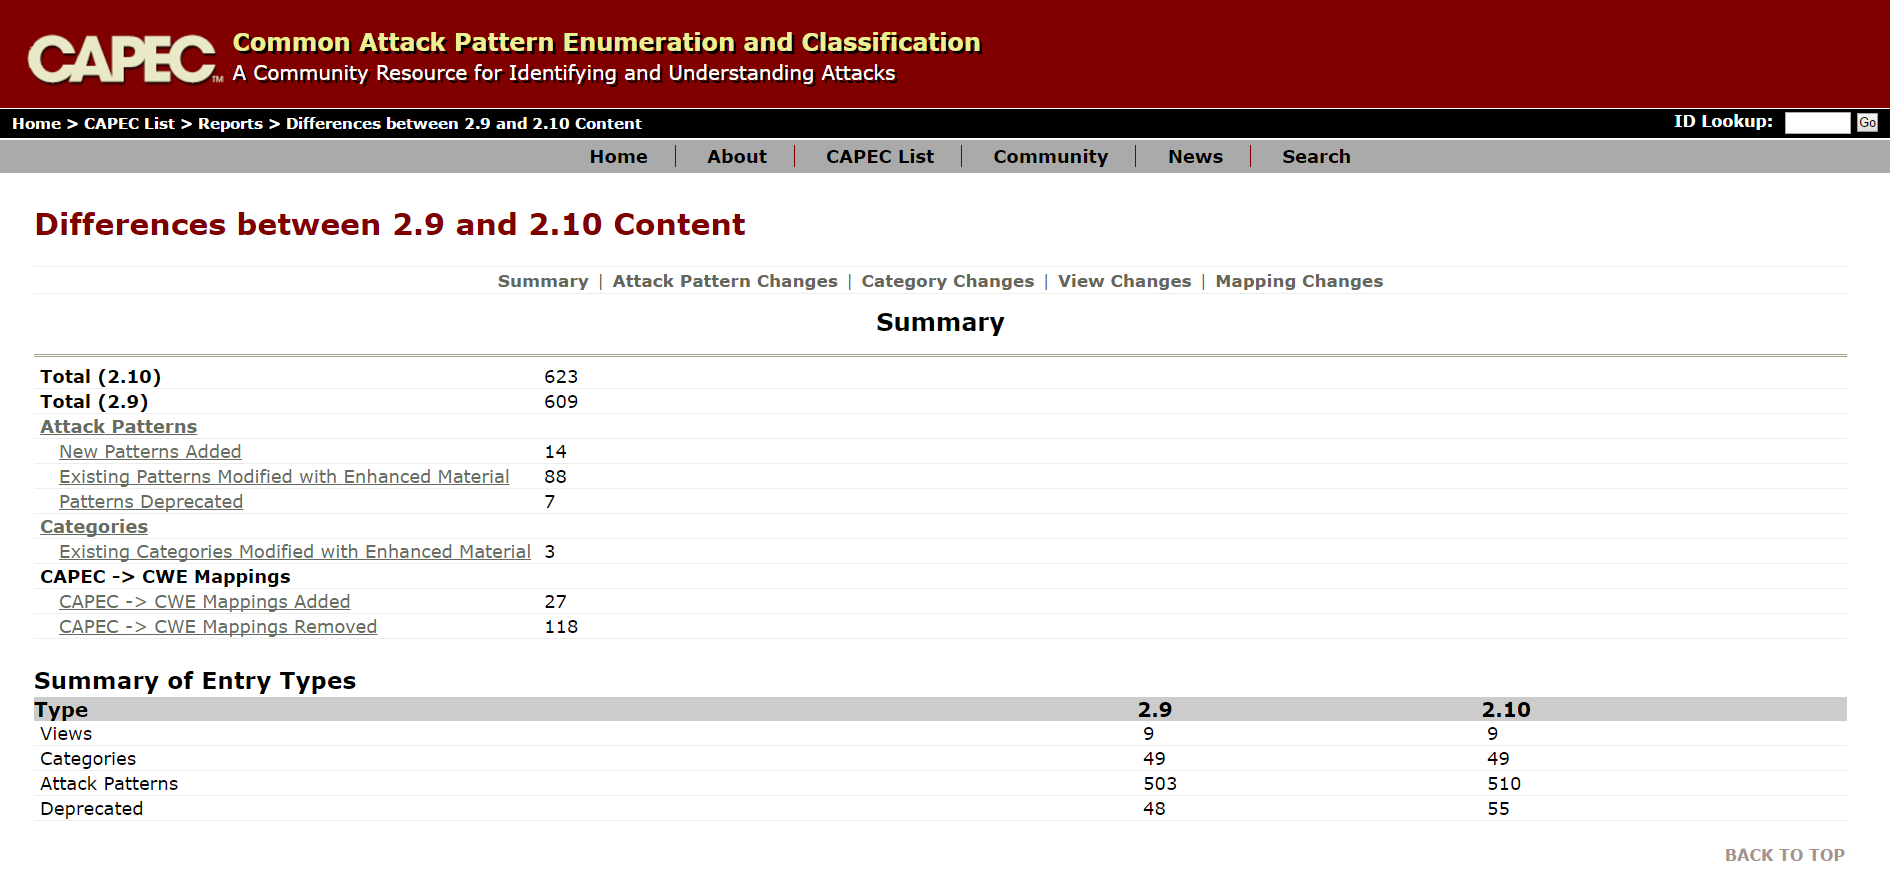 CAPEC™ Common Attack Pattern Enumeration and Classification
A Community Resource for Identifying and Understanding Attacks
Home > CAPEC List > Reports > Differences between 2.9 and 2.10 Content ID Lookup: Go
Home | About | CAPEC List | Community | News | Search
Differences between 2.9 and 2.10 Content
Summary | Attack Pattern Changes | Category Changes | View Changes | Mapping Changes
Summary
Total (2.10) 623
Total (2.9) 609
Attack Patterns
New Patterns Added 14
Existing Patterns Modified with Enhanced Material 88
Patterns Deprecated 7
Categories
Existing Categories Modified with Enhanced Material 3
CAPEC -> CWE Mappings
CAPEC -> CWE Mappings Added 27
CAPEC -> CWE Mappings Removed 118
Summary of Entry Types
Type 2.9 2.10
Views 9 9
Categories 49 49
Attack Patterns 503 510
Deprecated 48 55
BACK TO TOP